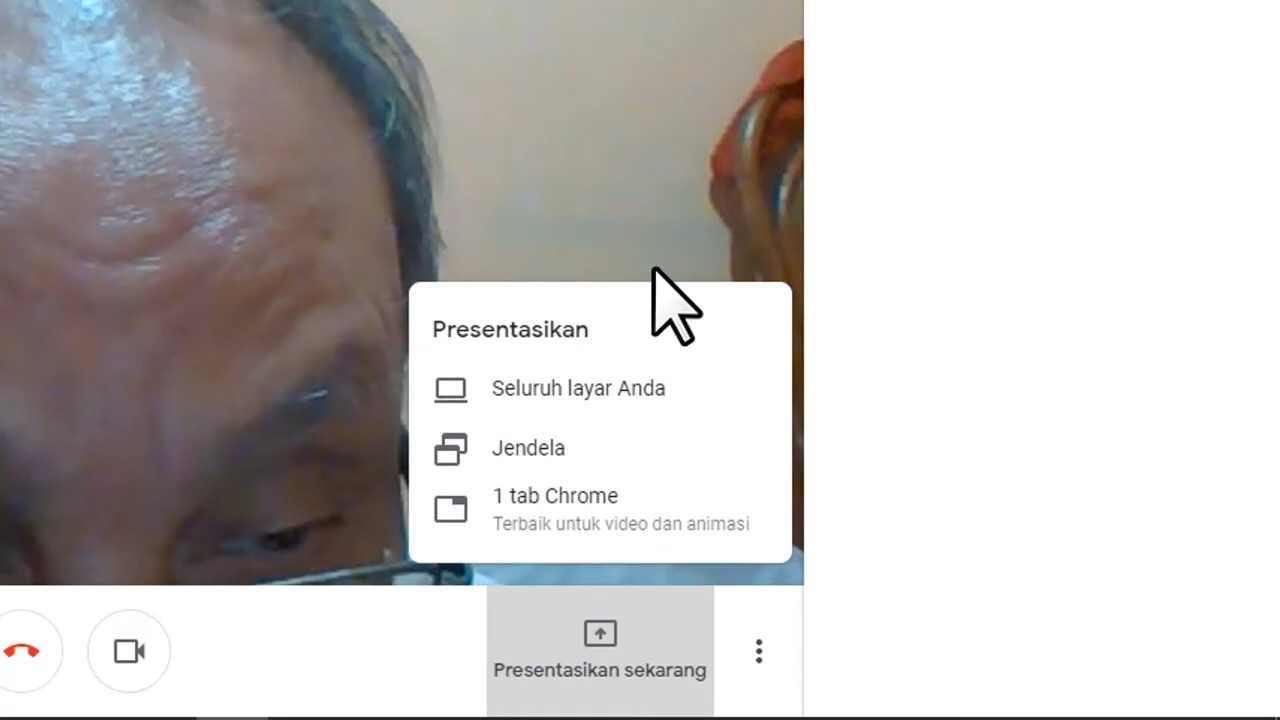 Presentasikan
Seluruh layar Anda
Jendela
1 tab Chrome
Terbaik untuk video dan animasi
Presentasikan sekarang